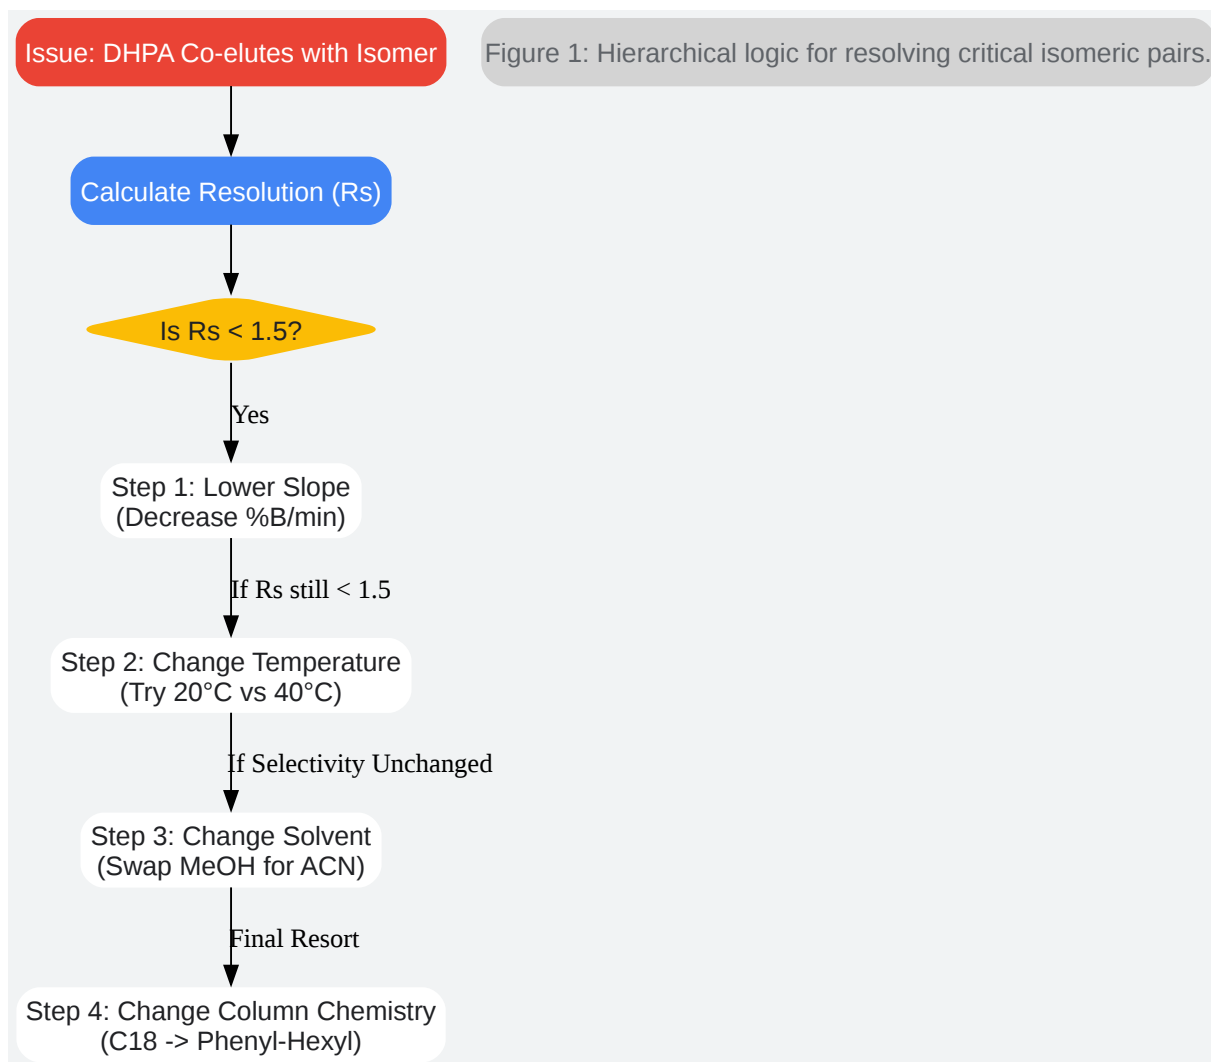 Issue: DHPA Co-elutes with Isomer
Figure 1: Hierarchical logic for resolving critical isomeric pairs.
Calculate Resolution (Rs)
Is Rs < 1.5?
Yes
Step 1: Lower Slope
(Decrease %B/min)
If Rs still < 1.5
Step 2: Change Temperature
(Try 20°C vs 40°C)
If Selectivity Unchanged
Step 3: Change Solvent
(Swap MeOH for ACN)
Final Resort
Step 4: Change Column Chemistry
(C18 -> Phenyl-Hexyl)